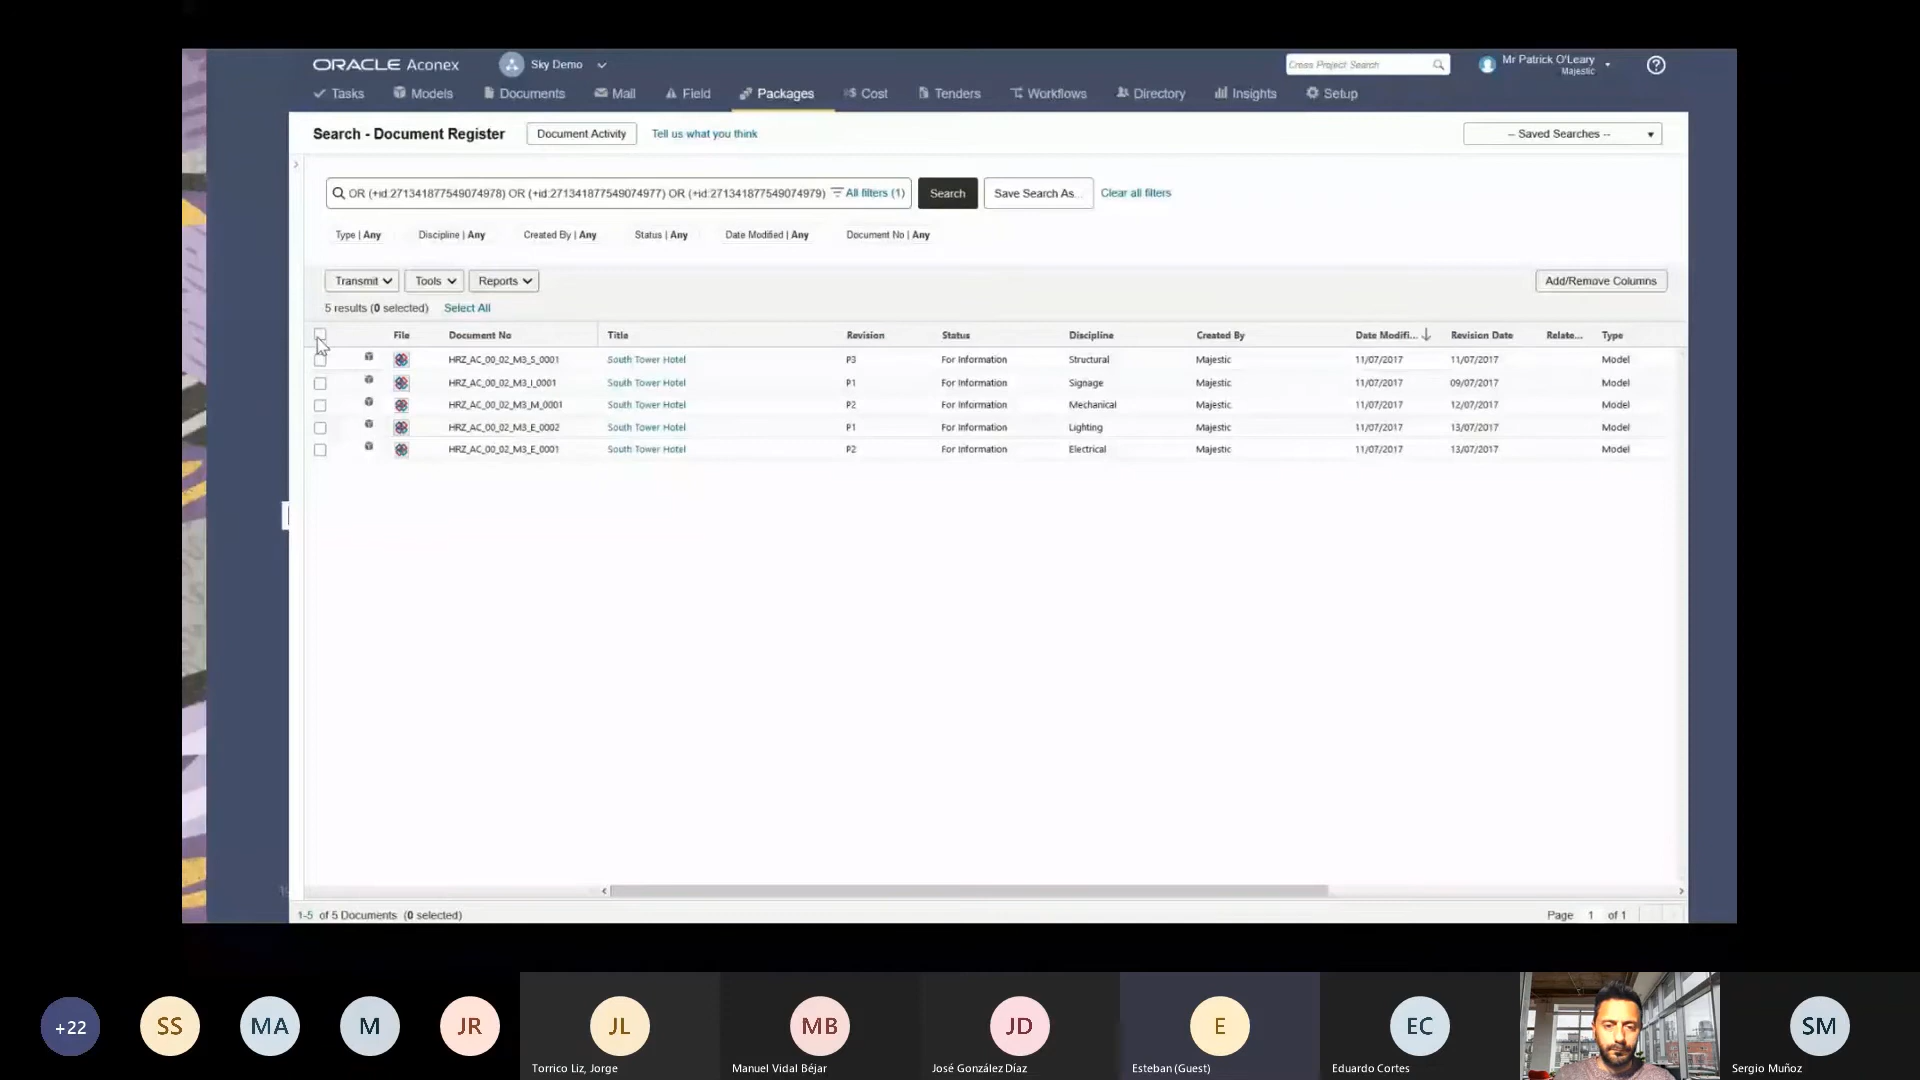 ORACLE Aconex Sky Demo Cross Project Search Mr Patrick O'Leary
Majestic
Tasks Models Documents Mail Field Packages Cost Tenders Workflows Directory Insights Setup
Search - Document Register Document Activity Tell us what you think -- Saved Searches --
OR (+id:271341877549074978) OR (+id:271341877549074977) OR (+id:271341877549074979) All filters (1) Search Save Search As... Clear all filters
Type | Any Discipline | Any Created By | Any Status | Any Date Modified | Any Document No | Any
Transmit Tools Reports Add/Remove Columns
5 results (0 selected) Select All
File Document No Title Revision Status Discipline Created By Date Modifi... Revision Date Relate... Type
HRZ_AC_00_02_M3_S_0001 South Tower Hotel P3 For Information Structural Majestic 11/07/2017 11/07/2017 Model
HRZ_AC_00_02_M3_I_0001 South Tower Hotel P1 For Information Signage Majestic 11/07/2017 09/07/2017 Model
HRZ_AC_00_02_M3_M_0001 South Tower Hotel P2 For Information Mechanical Majestic 11/07/2017 12/07/2017 Model
HRZ_AC_00_02_M3_E_0002 South Tower Hotel P1 For Information Lighting Majestic 11/07/2017 13/07/2017 Model
HRZ_AC_00_02_M3_E_0001 South Tower Hotel P2 For Information Electrical Majestic 11/07/2017 13/07/2017 Model
1-5 of 5 Documents (0 selected) Page 1 of 1
+22 SS MA M JR JL MB JD E EC SM
Torrico Liz, Jorge Manuel Vidal Béjar José González Díaz Esteban (Guest) Eduardo Cortes Sergio Muñoz